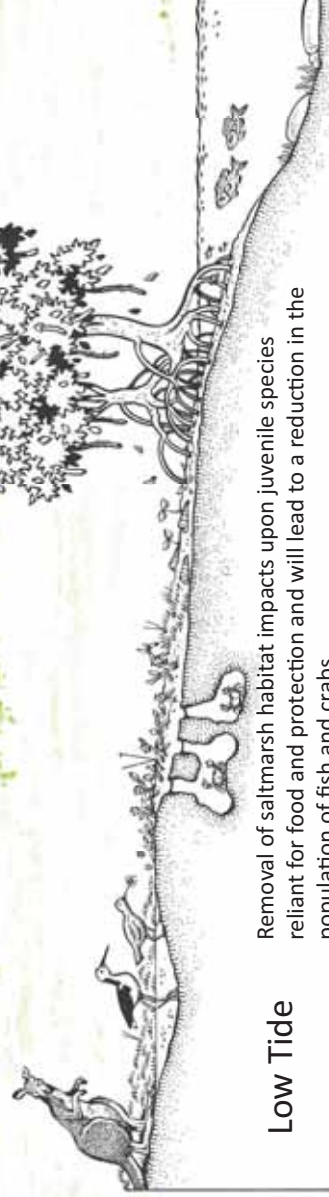 Low Tide
Removal of saltmarsh habitat impacts upon juvenile species
reliant for food and protection and will lead to a reduction in the
population of fish and crabs